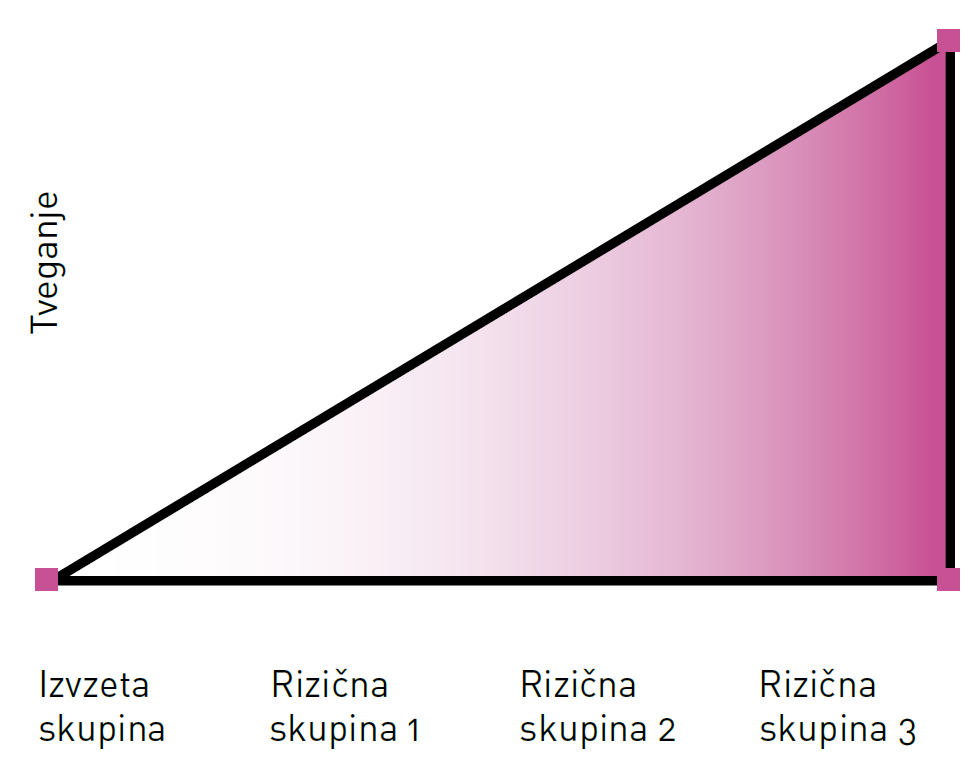 Tveganje
Izvzeta
skupina
Rizična
skupina 1
Rizična
skupina 2
Rizična
skupina 3